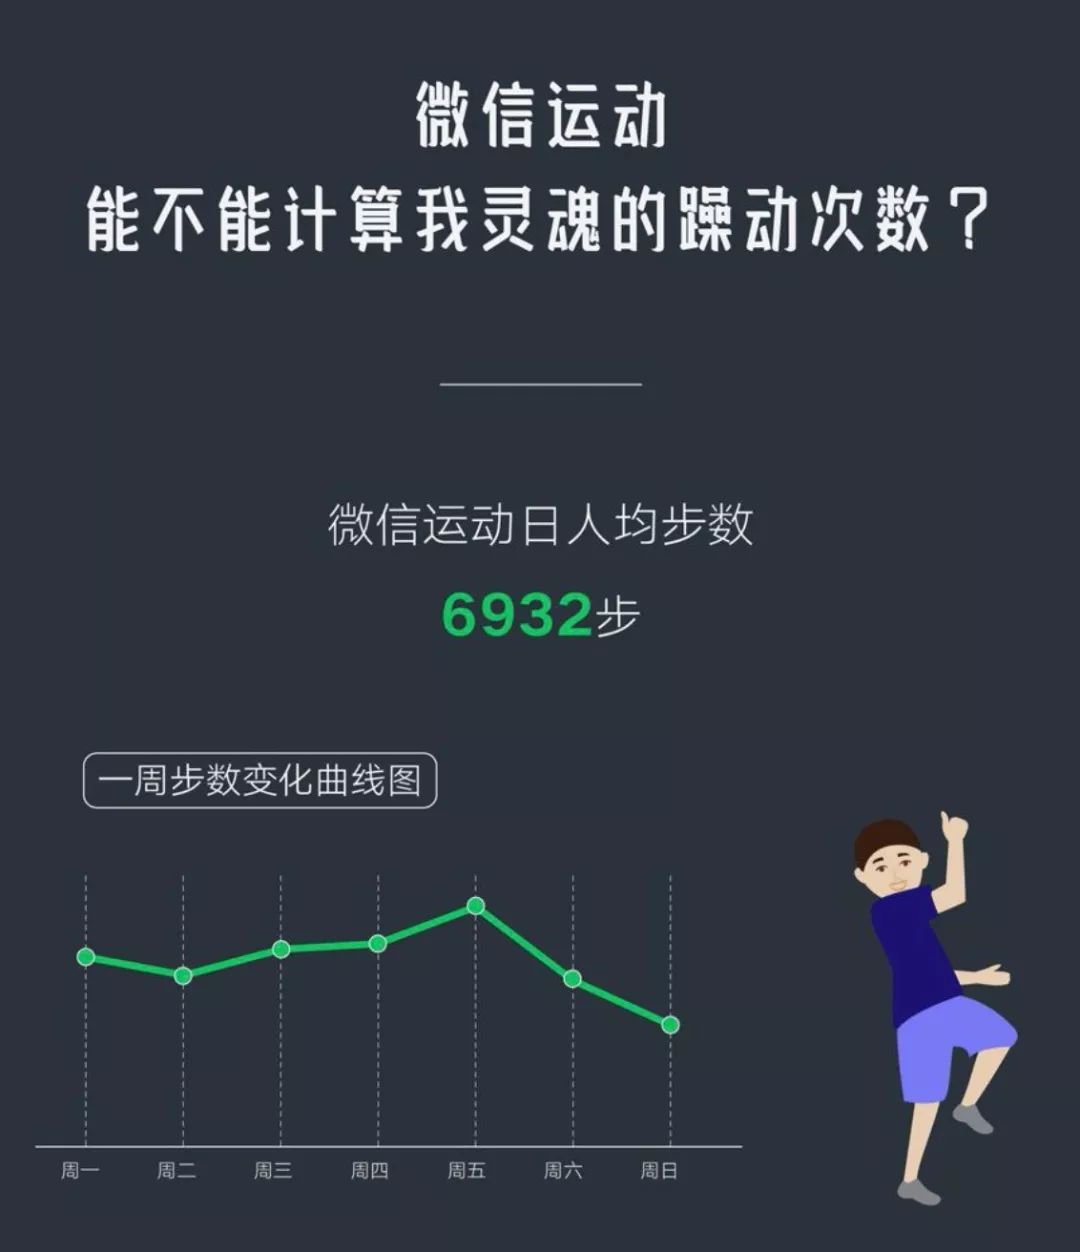 微信运动
能不能计算我灵魂的躁动次数?
微信运动日人均步数
6932步
一周步数变化曲线图
周一 周二 周三 周四 周五 周六 周日